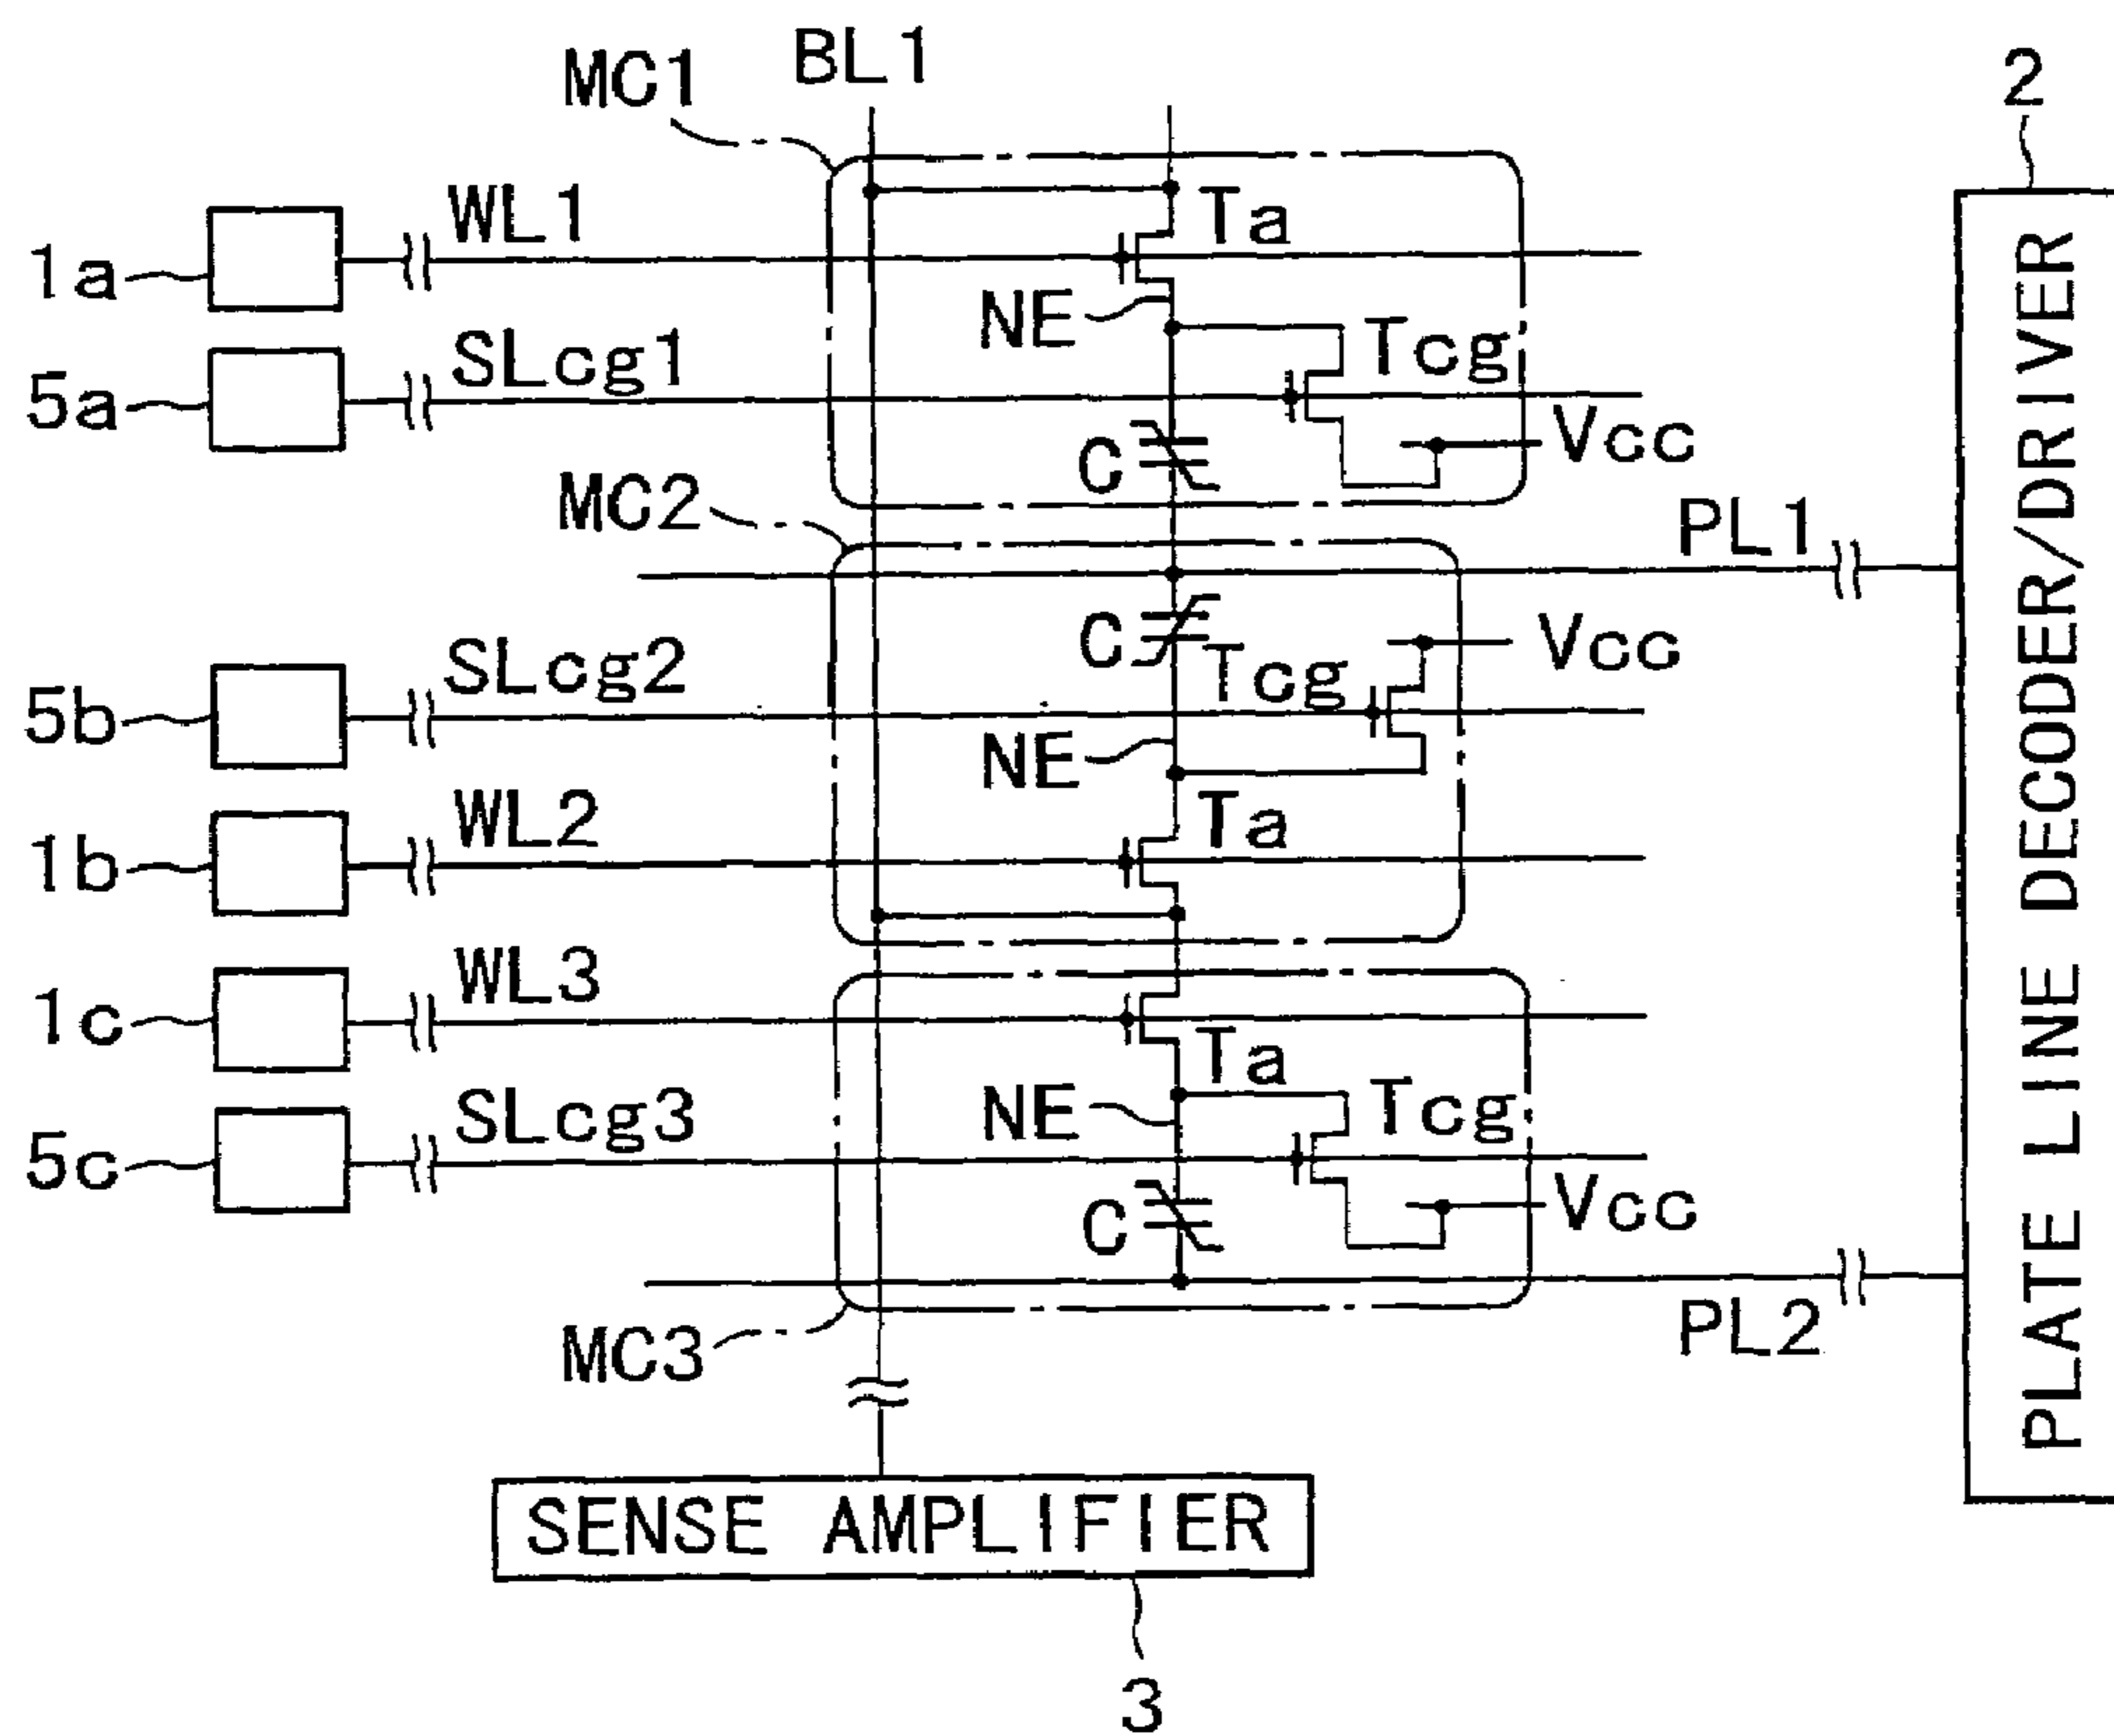 BL1
MC1
2
WL1
Ta
1a
NE
SLcg1
Tcg
5a
Vcc
C
MC2
PL1
C
Vcc
SLcg2
Tcg
5b
NE
WL2
Ta
1b
WL3
1c
Ta
SLcg3
NE
Tcg
5c
Vcc
C
PL2
MC3
PLATE LINE DECODER/DRIVER
SENSE AMPLIFIER
3